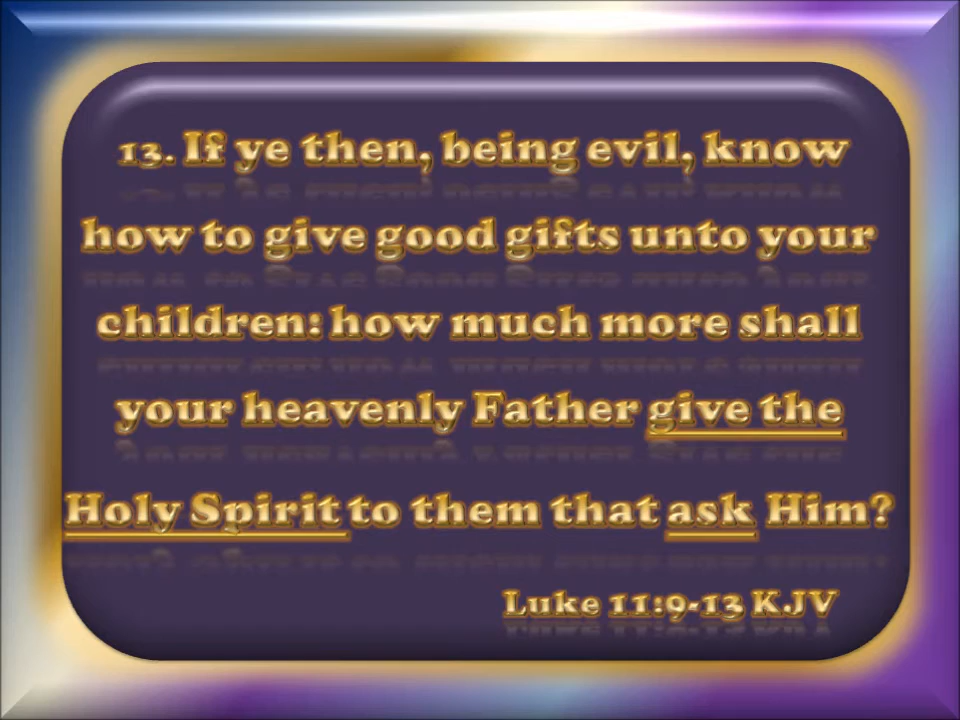 13. If ye then, being evil, know
how to give good gifts unto your
children: how much more shall
your heavenly Father give the
Holy Spirit to them that ask Him?
Luke 11:9-13 KJV